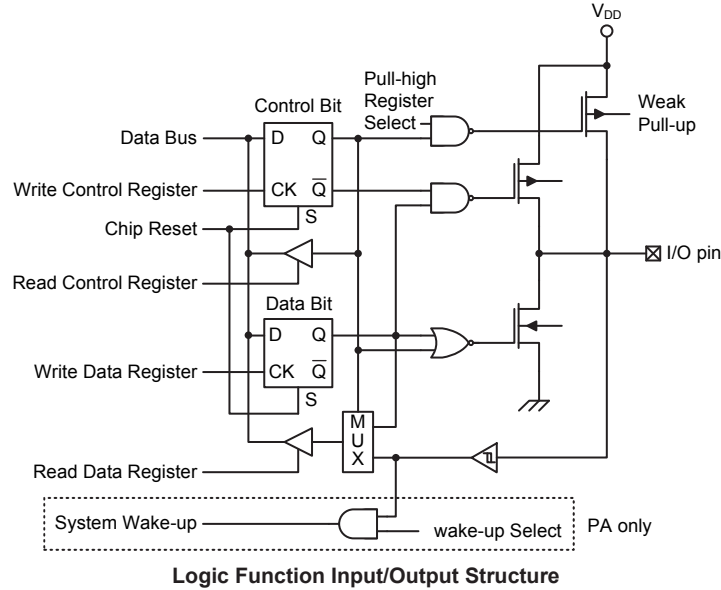 V_DD
Pull-high
Register
Select
Control Bit
Weak
Pull-up
Data Bus
D
Q
Write Control Register
CK
Q̅
S
Chip Reset
I/O pin
Read Control Register
Data Bit
D
Q
Write Data Register
CK
Q̅
S
M
U
X
Read Data Register
System Wake-up
wake-up Select
PA only
Logic Function Input/Output Structure